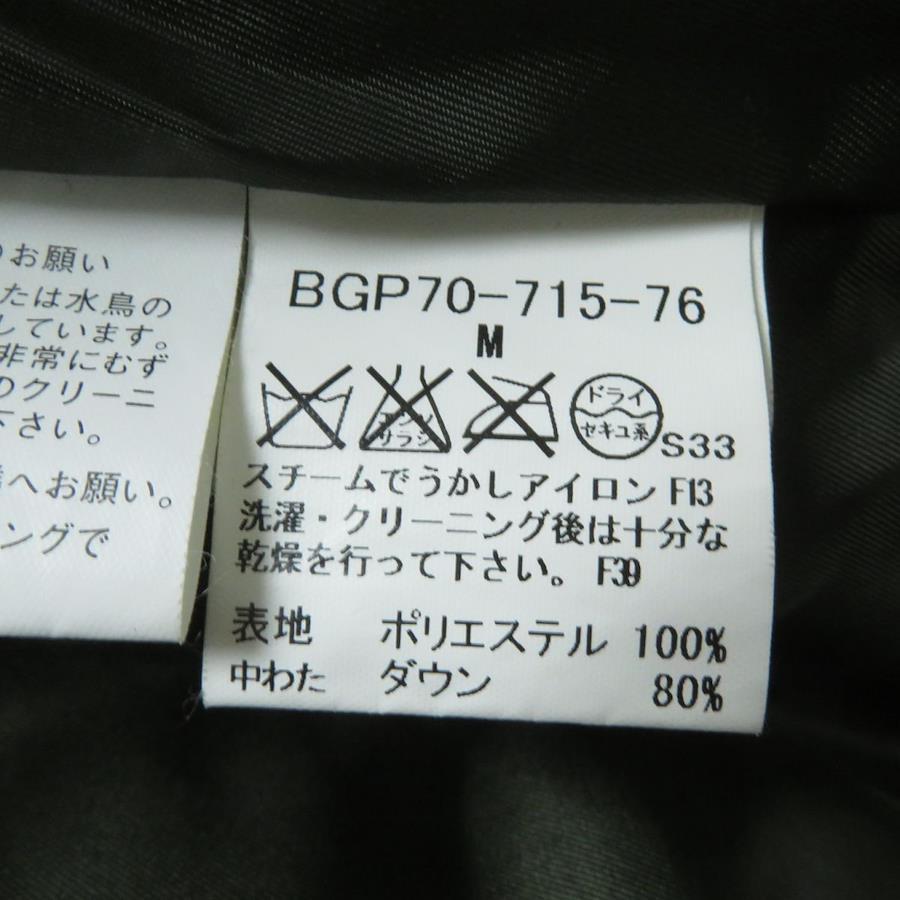 お願い
たは水鳥の
しています。
非常にむず
のクリーニ
下さい。
へお願い。
ングで
BGP70-715-76
M
エンソ
サラシ
ドライ
セキユ系
S33
スチームでうかしアイロン F13
洗濯・クリーニング後は十分な
乾燥を行って下さい。 F39
表地 ポリエステル 100%
中わた ダウン 80%